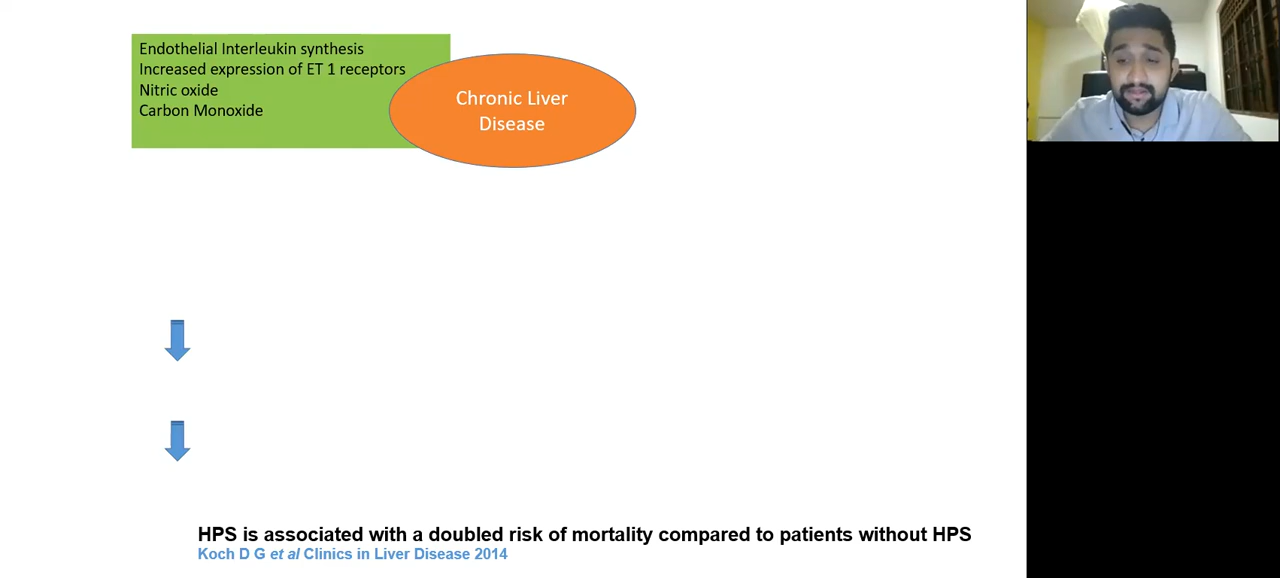 Endothelial Interleukin synthesis
Increased expression of ET 1 receptors
Nitric oxide
Carbon Monoxide
Chronic Liver
Disease
HPS is associated with a doubled risk of mortality compared to patients without HPS
Koch D G et al Clinics in Liver Disease 2014